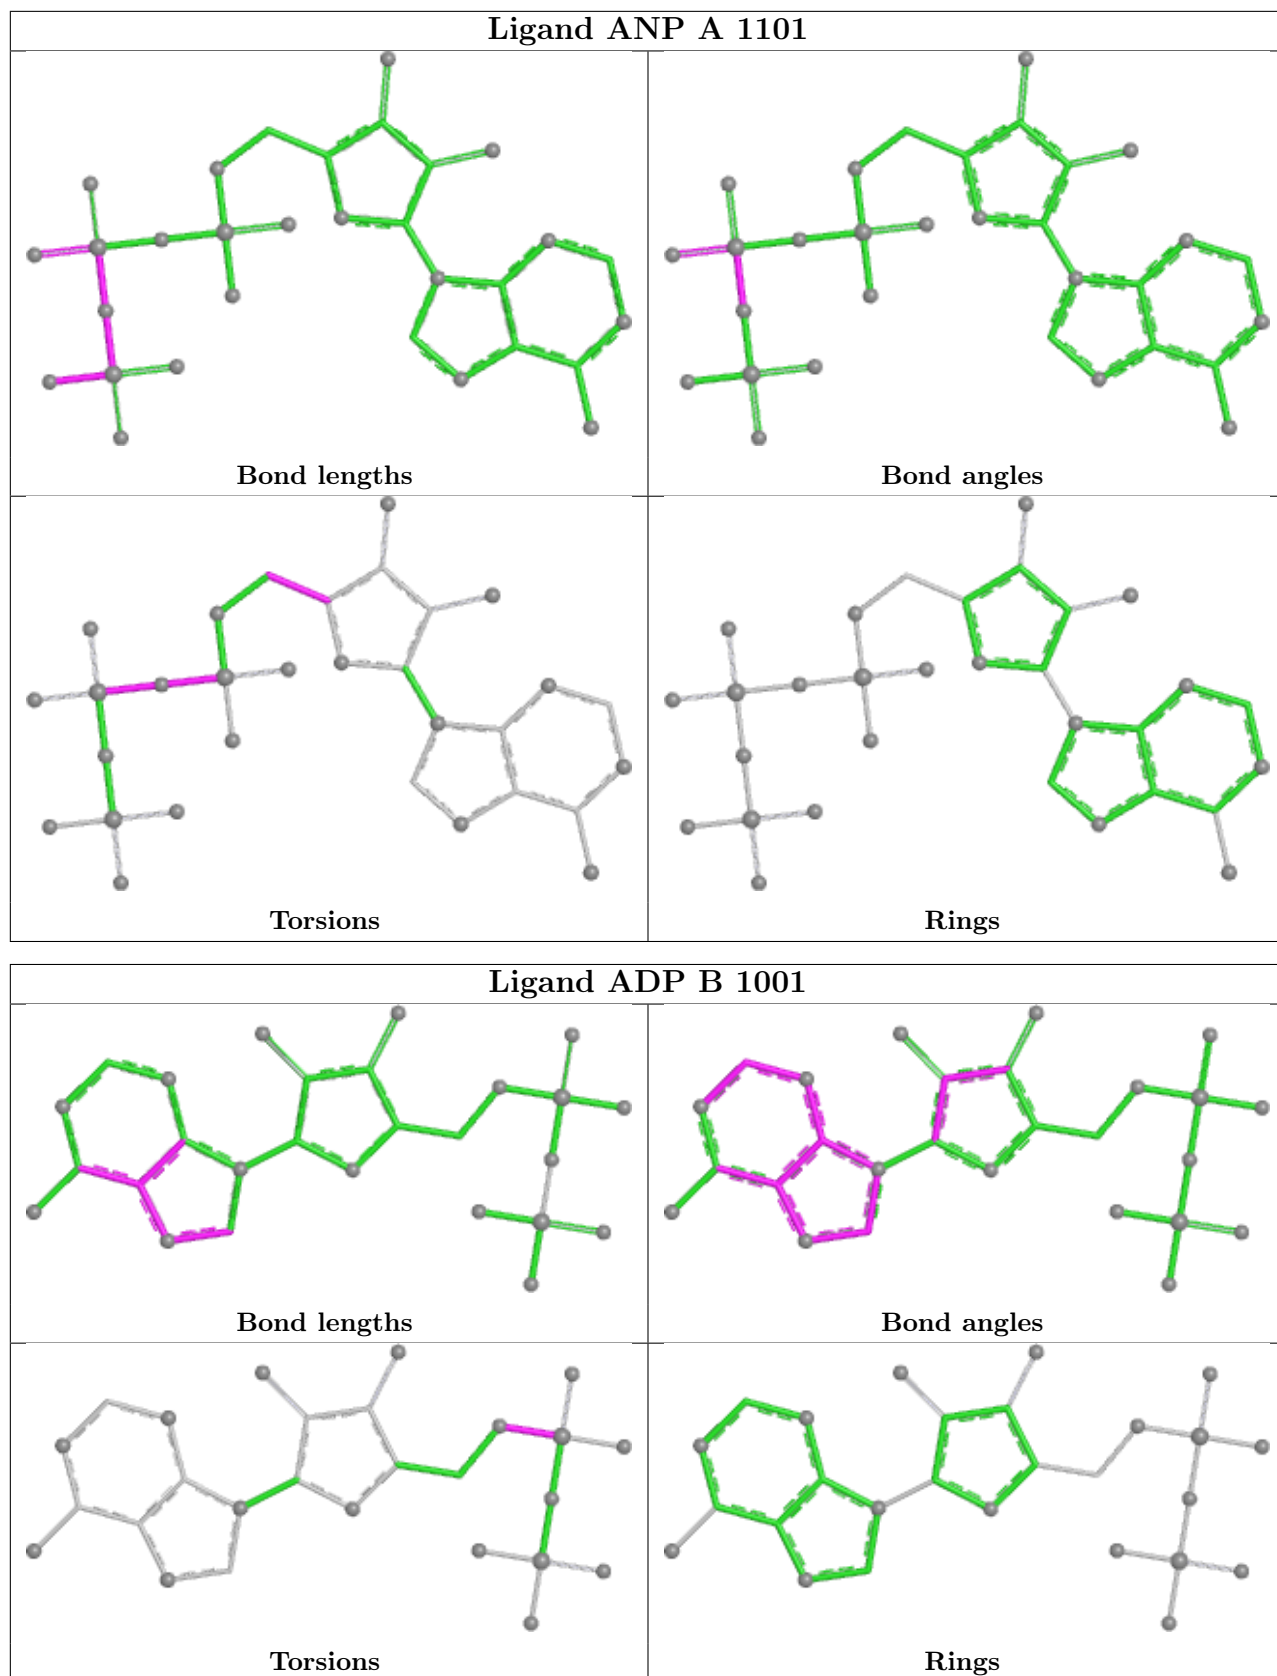 Ligand ANP A 1101
Bond lengths
Bond angles
Torsions
Rings
Ligand ADP B 1001
Bond lengths
Bond angles
Torsions
Rings